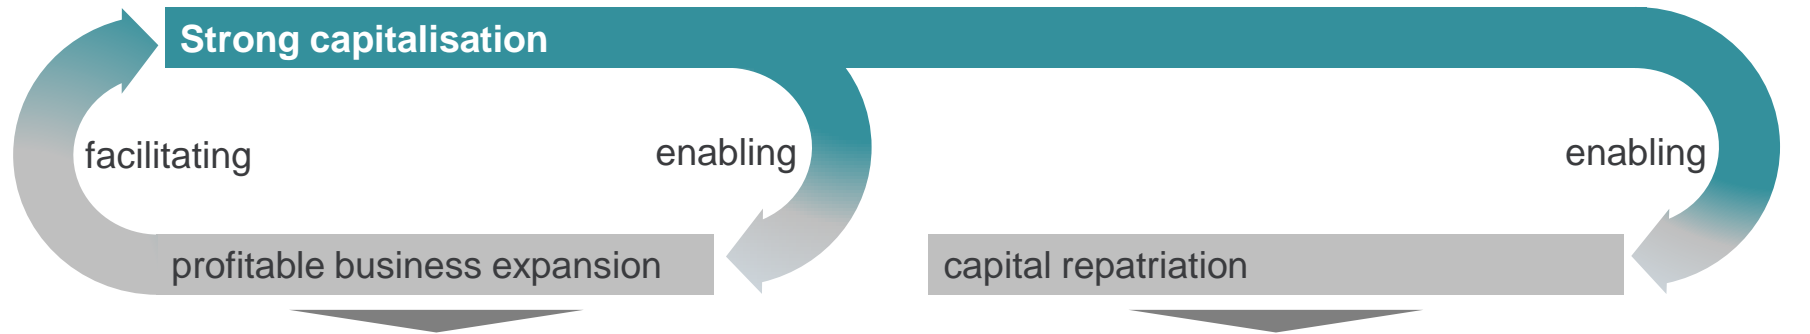 Strong capitalisation
facilitating
enabling
enabling
profitable business expansion
capital repatriation